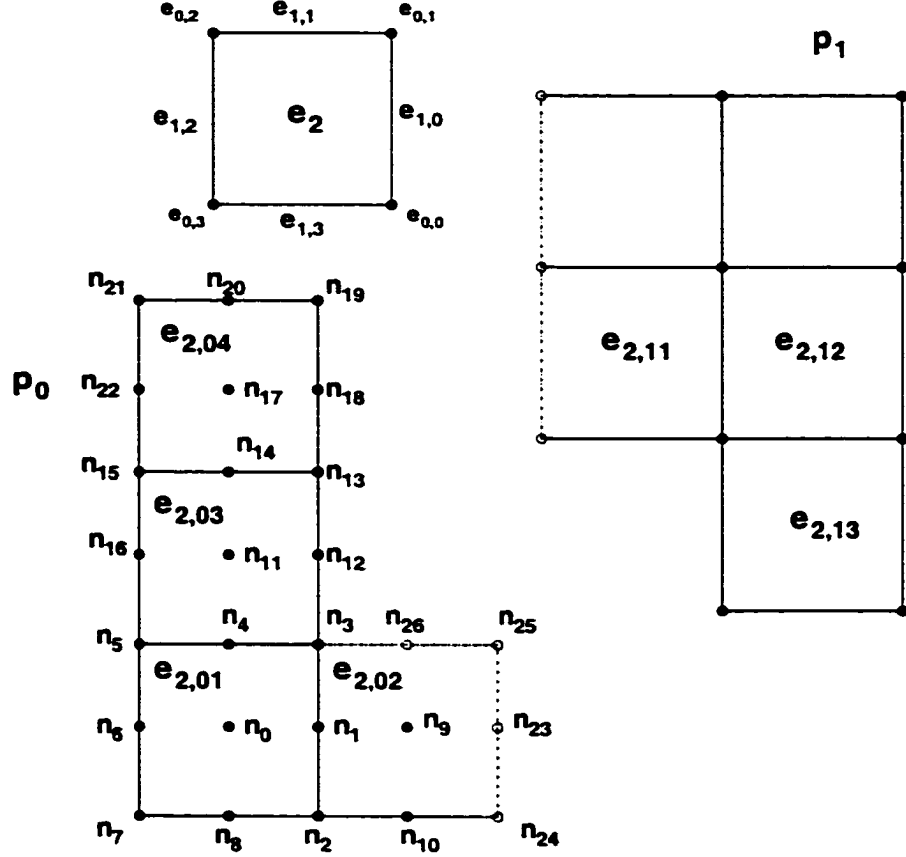 e0,2 e1,1 e0,1
p1
e1,2 e2 e1,0
e0,3 e1,3 e0,0
n21 n20 n19
e2,04
e2,11 e2,12
p0 n22 n17 n18
n15 n14 n13
e2,03
e2,13
n16 n11 n12
n5 n4 n3 n26 n25
e2,01 e2,02
n6 n0 n1 n9 n23
n7 n8 n2 n10 n24